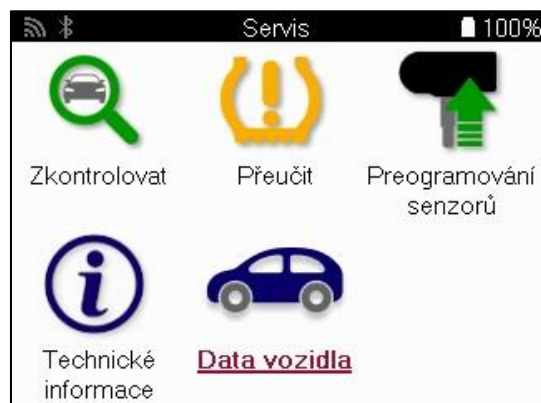 Servis
100%
Zkontrolovat
Přeučit
Preogramování
senzorů
Technické
informace
Data vozidla